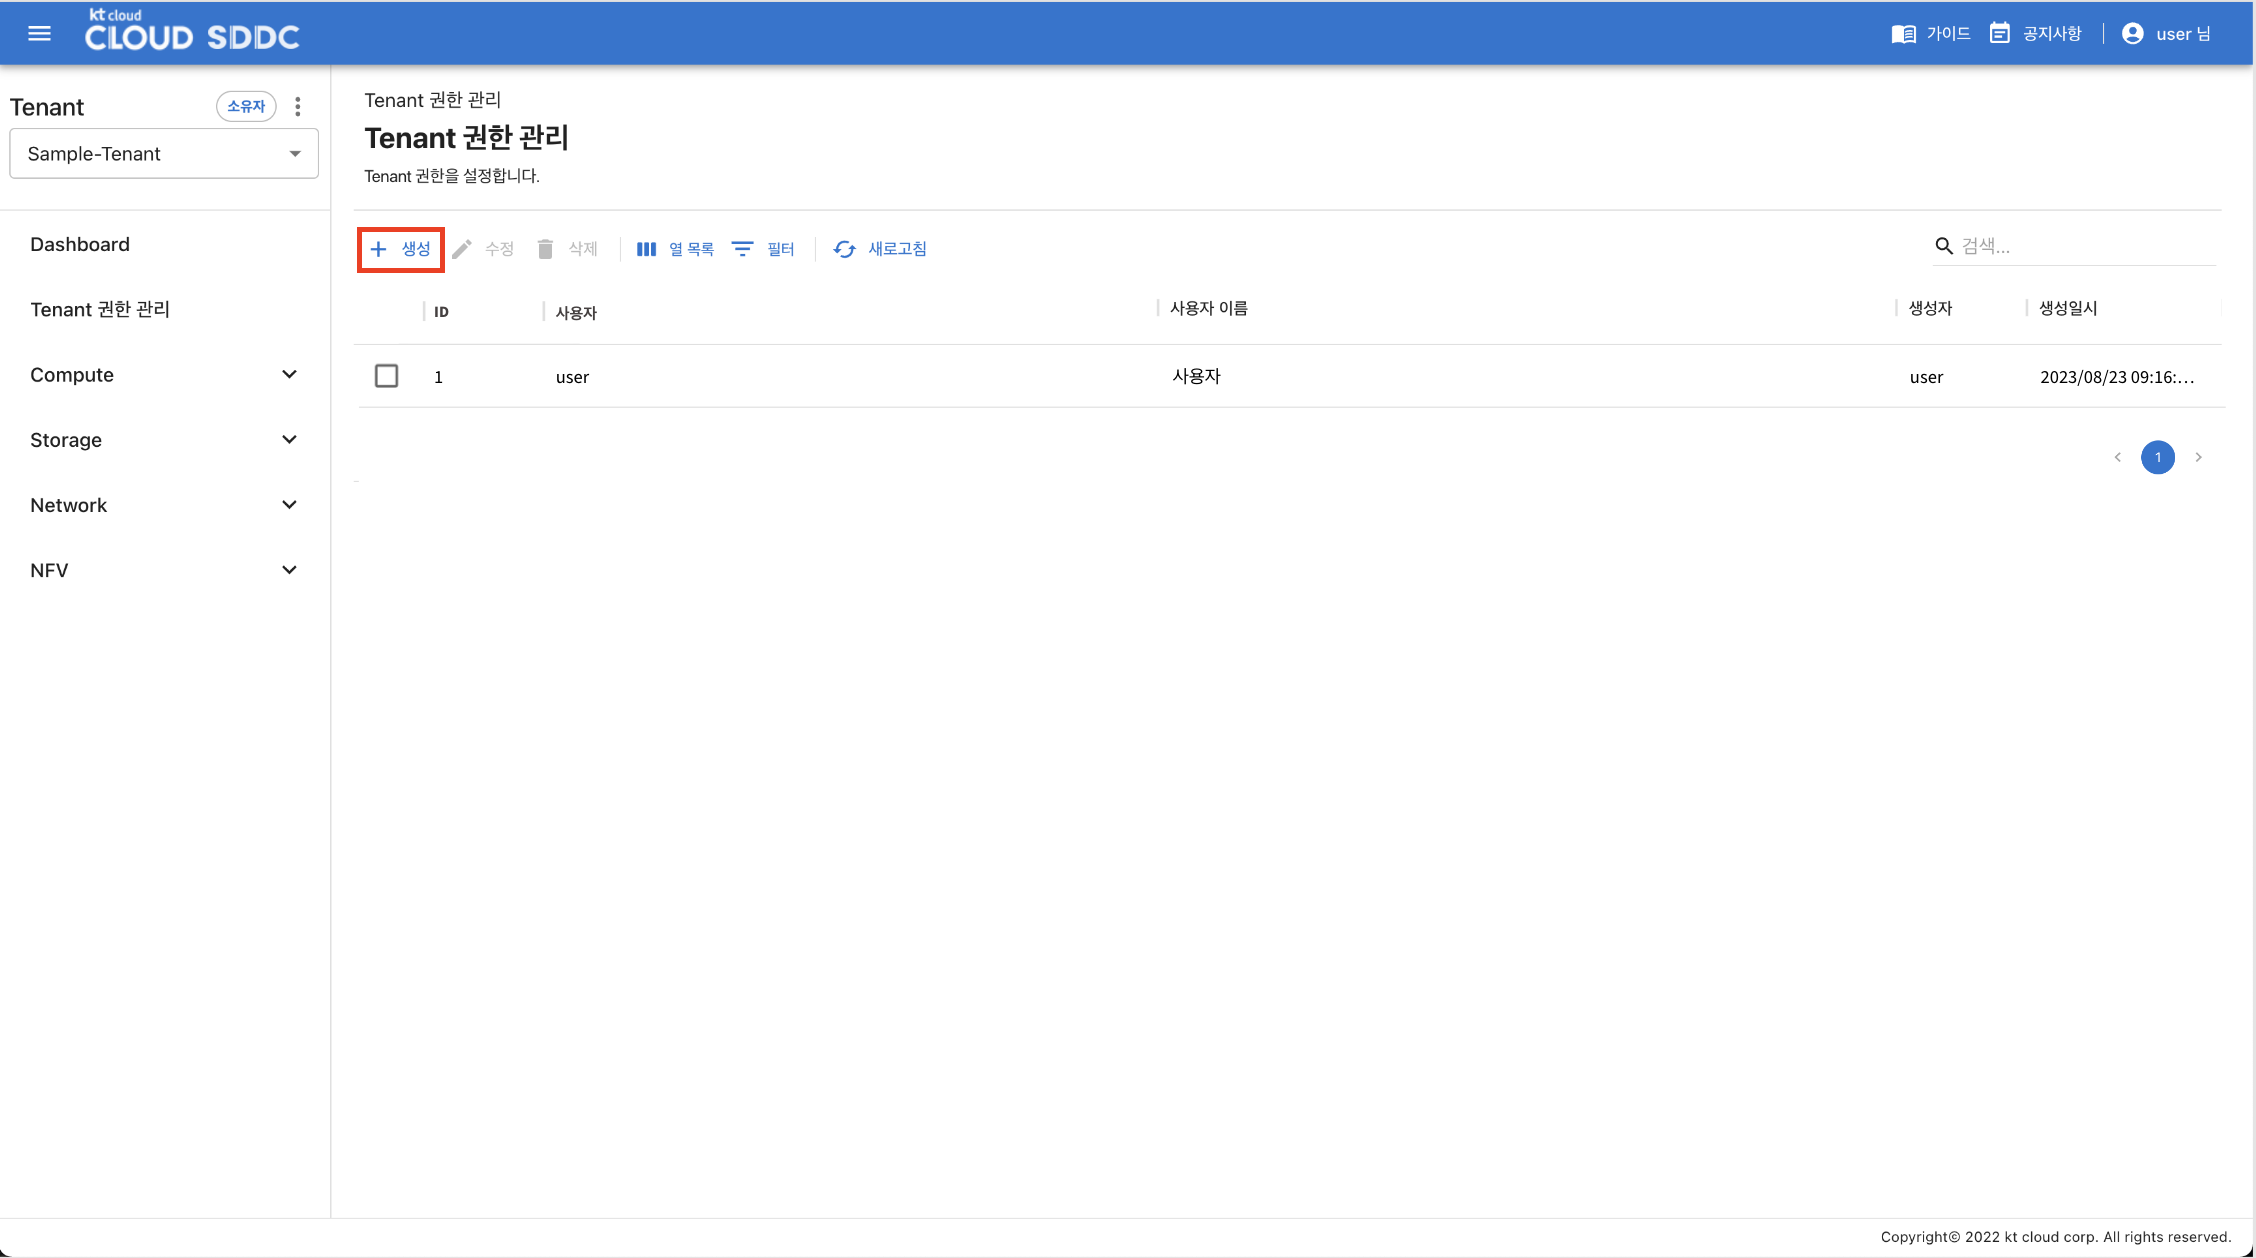 kt cloud
CLOUD SDDC
가이드 공지사항 user 님
Tenant 소유자
Sample-Tenant
Dashboard
Tenant 권한 관리
Compute
Storage
Network
NFV
Tenant 권한 관리
Tenant 권한 관리
Tenant 권한을 설정합니다.
생성 수정 삭제 열 목록 필터 새로고침 검색...
ID 사용자 사용자 이름 생성자 생성일시
1 user 사용자 user 2023/08/23 09:16:...
1
Copyright© 2022 kt cloud corp. All rights reserved.